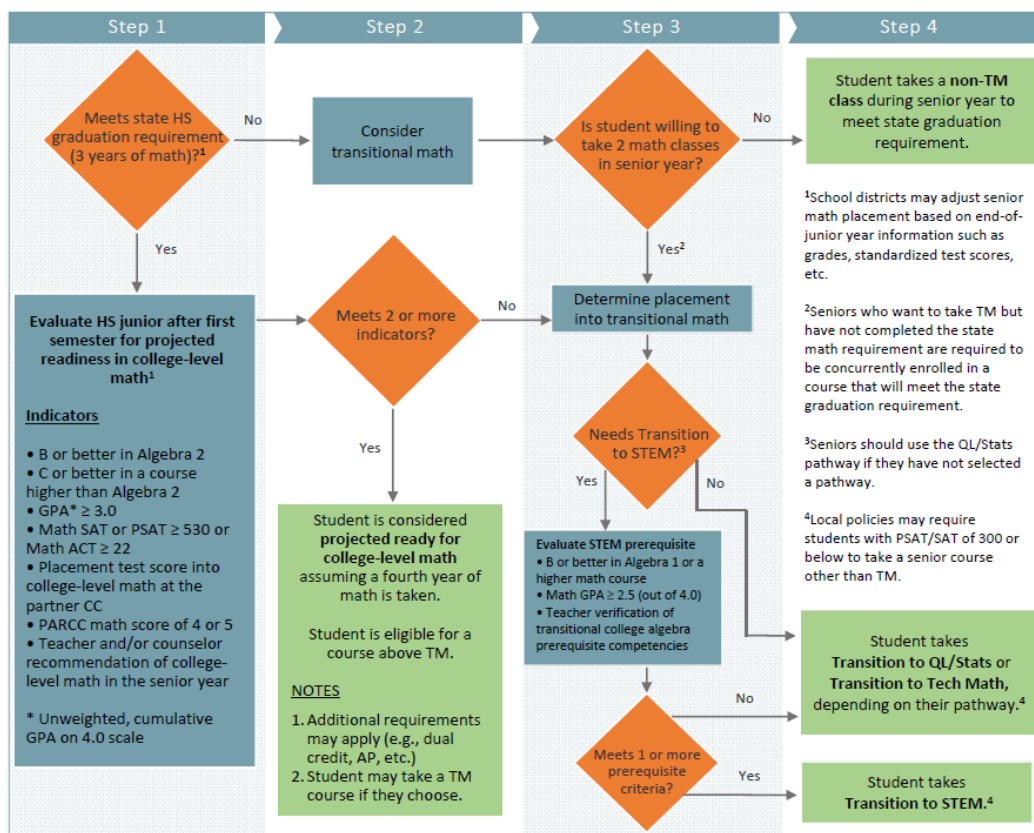 Step 1
Step 2
Step 3
Step 4
Meets state HS
graduation requirement
(3 years of math)?¹
No
Yes
Consider
transitional math
Is student willing to
take 2 math classes
in senior year?
No
Yes²
Student takes a non-TM
class during senior year to
meet state graduation
requirement.
Evaluate HS junior after first
semester for projected
readiness in college-level
math¹
Indicators
• B or better in Algebra 2
• C or better in a course
higher than Algebra 2
• GPA* ≥ 3.0
• Math SAT or PSAT ≥ 530 or
Math ACT ≥ 22
• Placement test score into
college-level math at the
partner CC
• PARCC math score of 4 or 5
• Teacher and/or counselor
recommendation of college-
level math in the senior year
* Unweighted, cumulative
GPA on 4.0 scale
Meets 2 or more
indicators?
No
Yes
Student is considered
projected ready for
college-level math
assuming a fourth year of
math is taken.
Student is eligible for a
course above TM.
NOTES
1. Additional requirements
may apply (e.g., dual
credit, AP, etc.)
2. Student may take a TM
course if they choose.
Determine placement
into transitional math
Needs Transition
to STEM?³
Yes
No
Evaluate STEM prerequisite
• B or better in Algebra 1 or a
higher math course
• Math GPA ≥ 2.5 (out of 4.0)
• Teacher verification of
transitional college algebra
prerequisite competencies
Meets 1 or more
prerequisite
criteria?
No
Yes
¹School districts may adjust senior
math placement based on end-of-
junior year information such as
grades, standardized test scores,
etc.
²Seniors who want to take TM but
have not completed the state
math requirement are required to
be concurrently enrolled in a
course that will meet the state
graduation requirement.
³Seniors should use the QL/Stats
pathway if they have not selected
a pathway.
⁴Local policies may require
students with PSAT/SAT of 300 or
below to take a senior course
other than TM.
Student takes
Transition to QL/Stats or
Transition to Tech Math,
depending on their pathway.⁴
Student takes
Transition to STEM.⁴